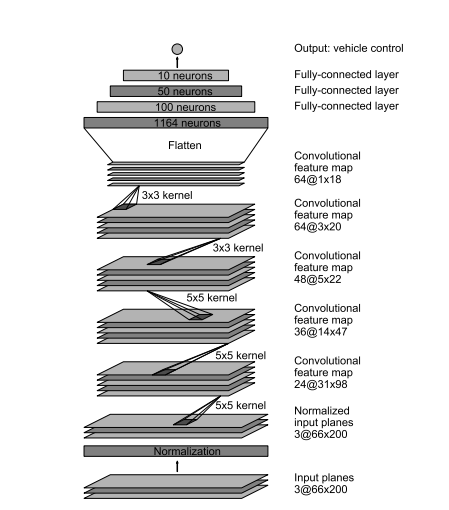 Output: vehicle control
10 neurons
Fully-connected layer
50 neurons
Fully-connected layer
100 neurons
Fully-connected layer
1164 neurons
Flatten
Convolutional
feature map
64@1x18
3x3 kernel
Convolutional
feature map
64@3x20
3x3 kernel
Convolutional
feature map
48@5x22
5x5 kernel
Convolutional
feature map
36@14x47
5x5 kernel
Convolutional
feature map
24@31x98
5x5 kernel
Normalized
input planes
3@66x200
Normalization
Input planes
3@66x200